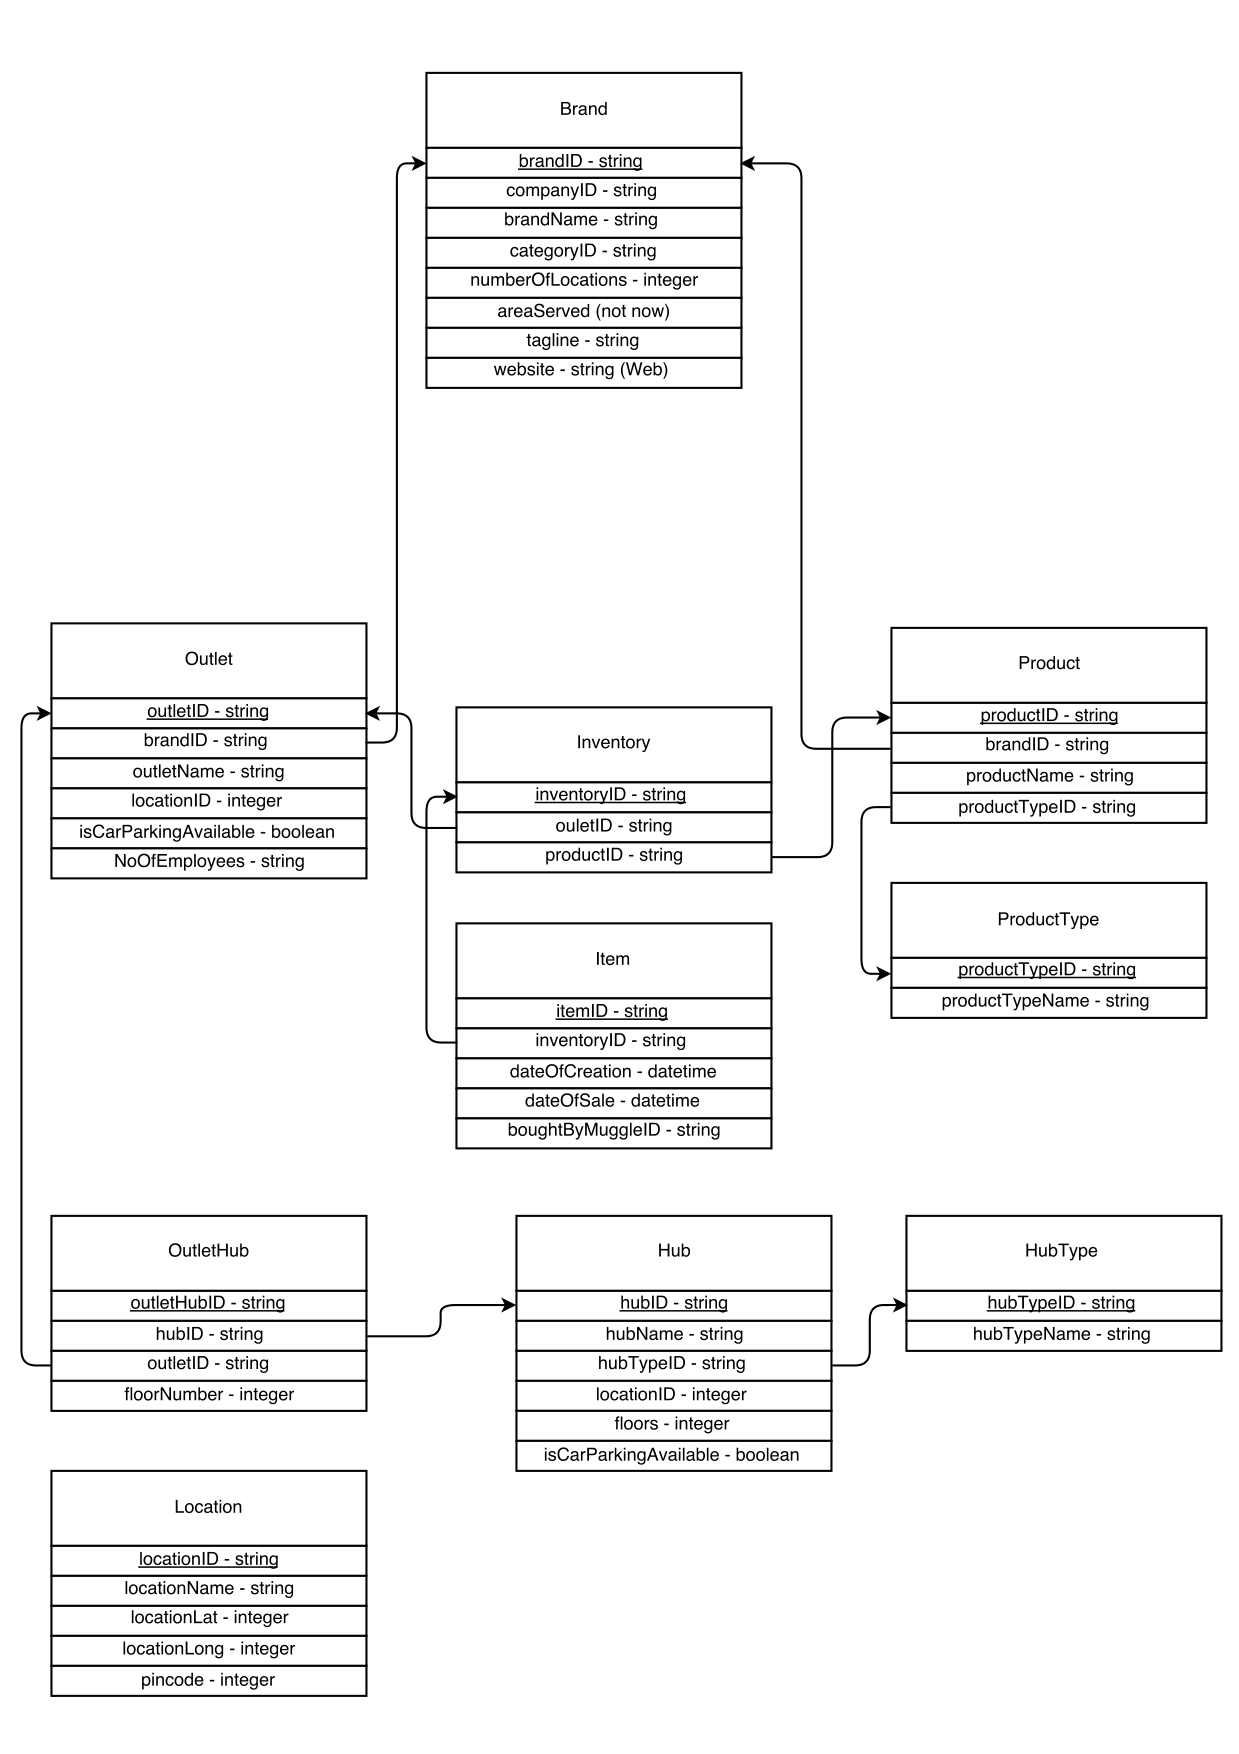 Brand
brandID - string
companyID - string
brandName - string
categoryID - string
numberOfLocations - integer
areaServed (not now)
tagline - string
website - string (Web)
Outlet
outletID - string
brandID - string
outletName - string
locationID - integer
isCarParkingAvailable - boolean
NoOfEmployees - string
Inventory
inventoryID - string
ouletID - string
productID - string
Product
productID - string
brandID - string
productName - string
productTypeID - string
ProductType
productTypeID - string
productTypeName - string
Item
itemID - string
inventoryID - string
dateOfCreation - datetime
dateOfSale - datetime
boughtByMuggleID - string
OutletHub
outletHubID - string
hubID - string
outletID - string
floorNumber - integer
Hub
hubID - string
hubName - string
hubTypeID - string
locationID - integer
floors - integer
isCarParkingAvailable - boolean
HubType
hubTypeID - string
hubTypeName - string
Location
locationID - string
locationName - string
locationLat - integer
locationLong - integer
pincode - integer